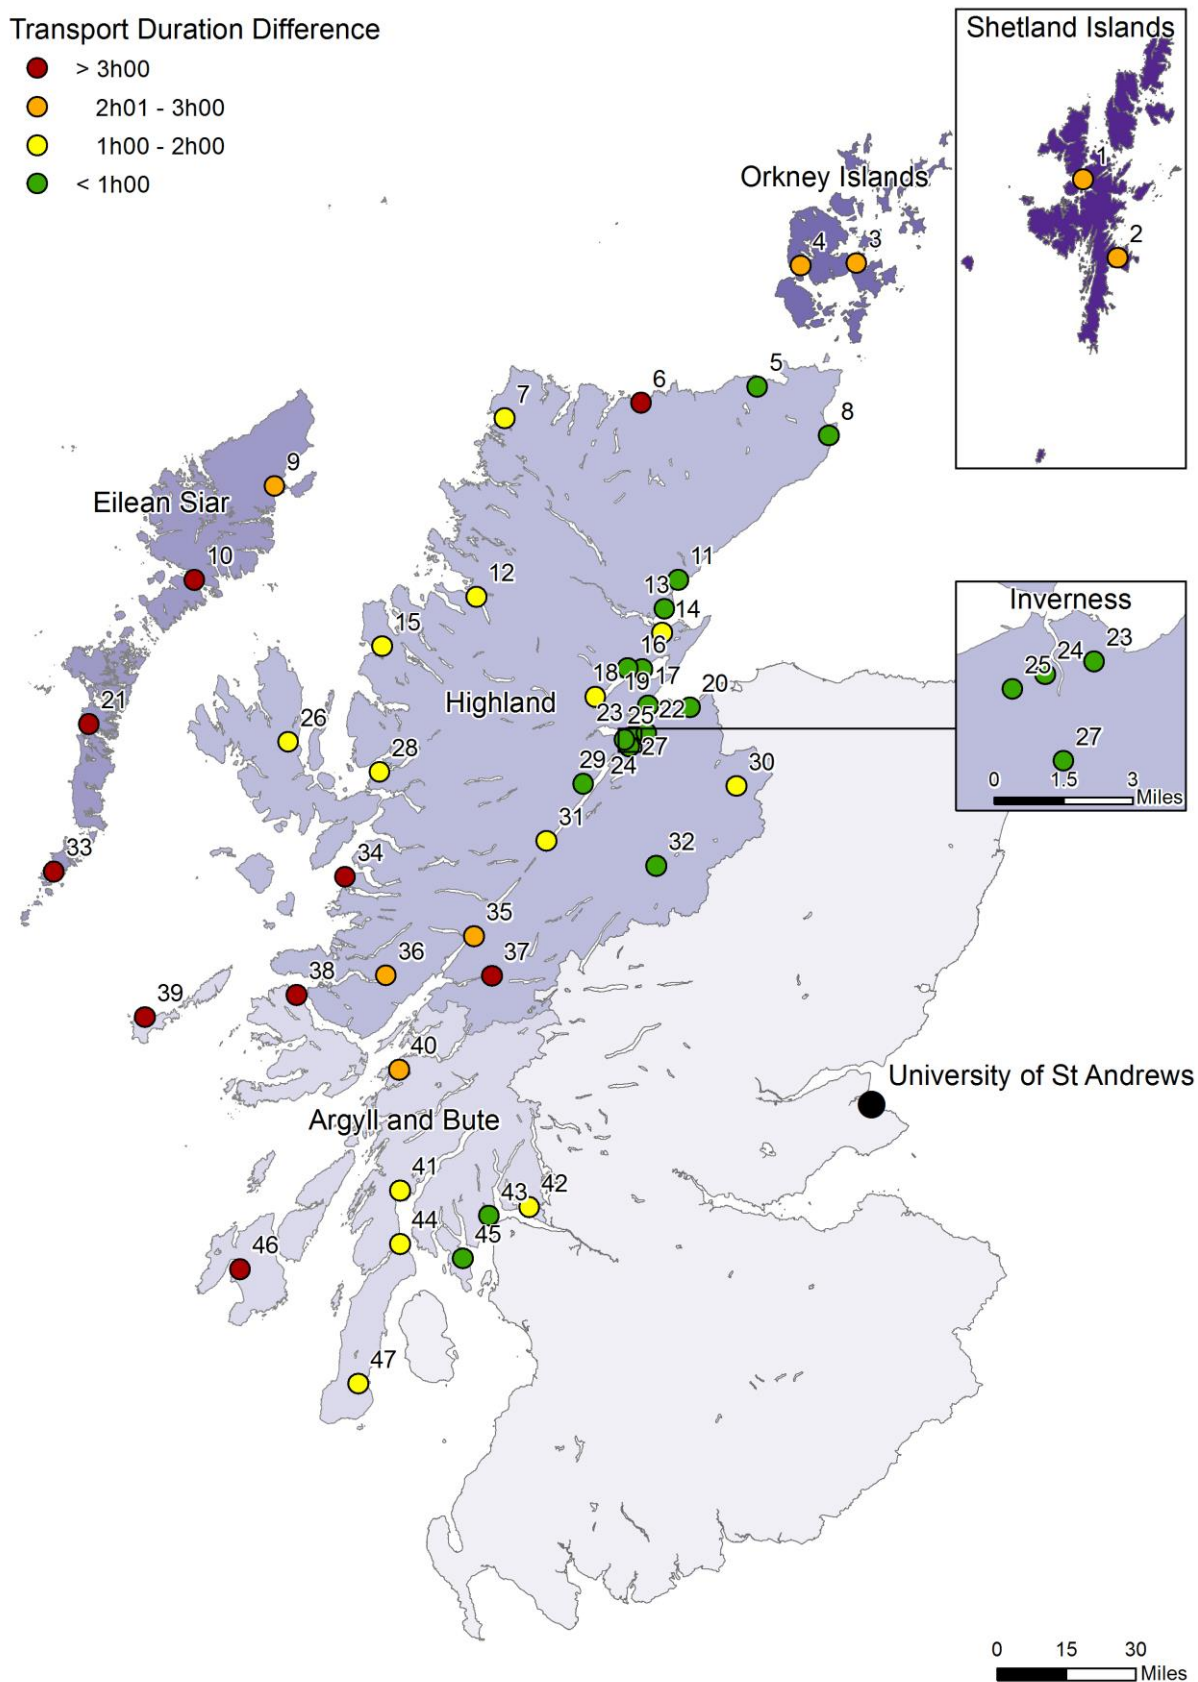 Transport Duration Difference
> 3h00
2h01 - 3h00
1h00 - 2h00
< 1h00
Shetland Islands
1
2
Orkney Islands
4 3
5
6
7
8
9
Eilean Siar
10
11
12
13
14
15
16
18 17
19
20
21
Highland
23 25 22
26
27
24
28
29
30
31
32
33
34
35
36
37
38
39
40
Argyll and Bute
University of St Andrews
41
42
43
44
45
46
47
Inverness
23
24
25
27
0 1.5 3
Miles
0 15 30
Miles